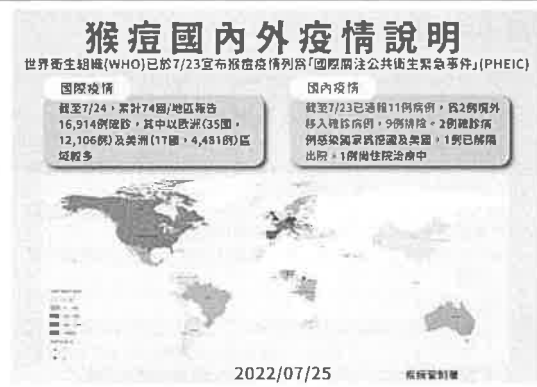 猴痘國內外疫情說明
世界衛生組織(WHO)已於7/23宣布猴痘疫情列為「國際關注公共衛生緊急事件」(PHEIC)
國際疫情
截至7/24，累計74國/地區報告
16,914例確診，其中以歐洲(35國，
12,106例)及美洲(17國，4,481例)區
域較多
國內疫情
截至7/23已通報11例病例，為2例境外
移入確診病例，9例排除。2例確診病
例感染國家為德國及美國，1例已解隔
出院，1例尚住院治療中
2022/07/25
疾病管制署